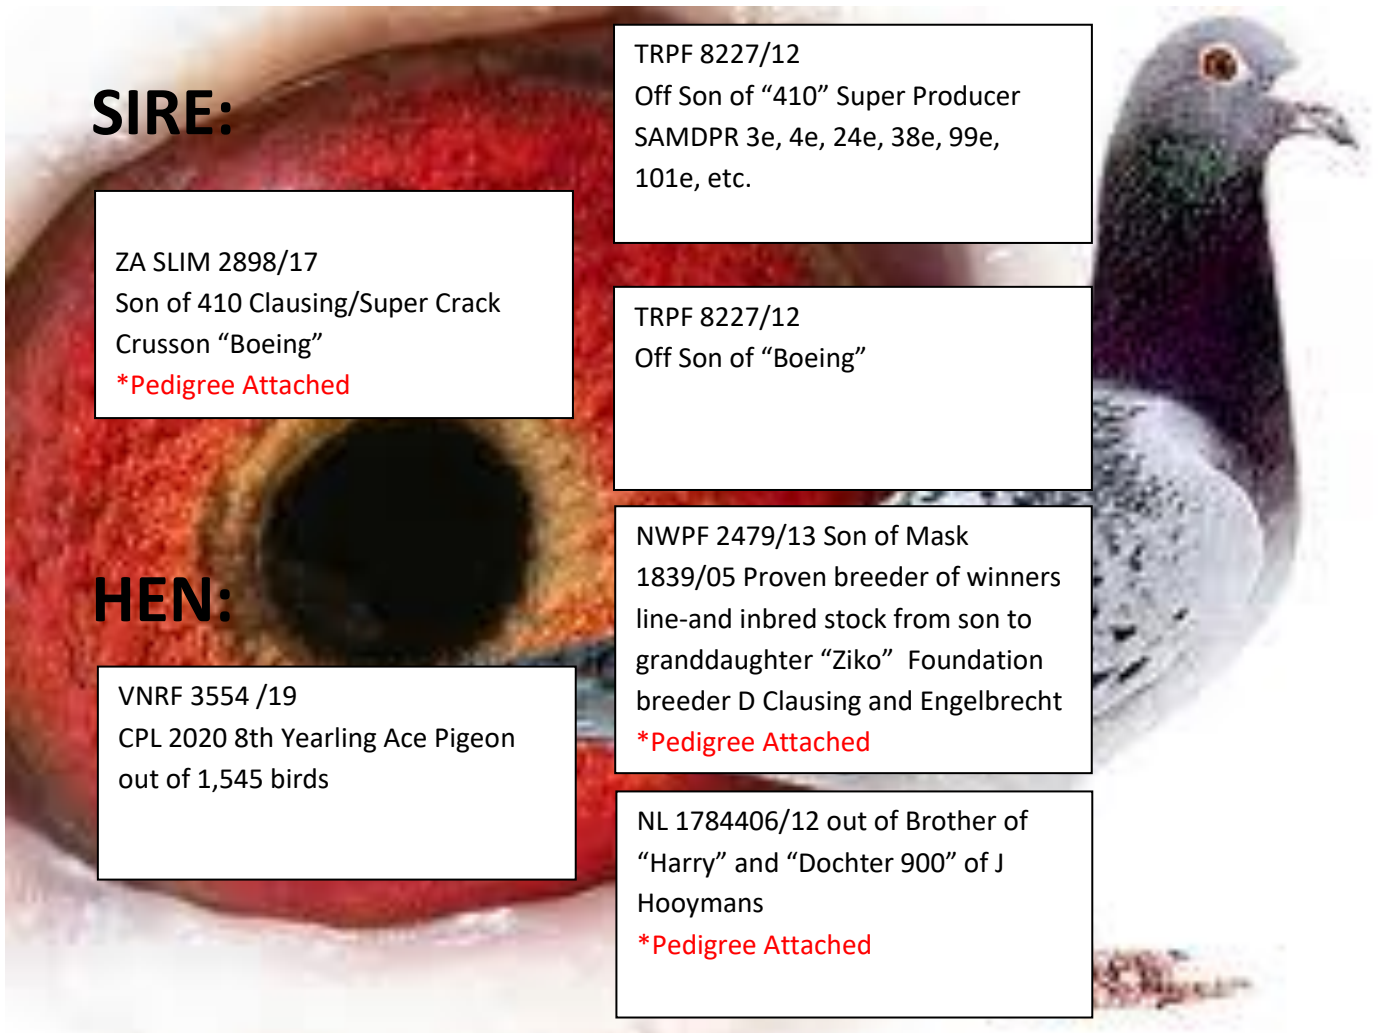 SIRE:
ZA SLIM 2898/17
Son of 410 Clausing/Super Crack
Crusson “Boeing”
*Pedigree Attached
TRPF 8227/12
Off Son of “410” Super Producer
SAMDPR 3e, 4e, 24e, 38e, 99e,
101e, etc.
TRPF 8227/12
Off Son of “Boeing”
HEN:
VNRF 3554 /19
CPL 2020 8th Yearling Ace Pigeon
out of 1,545 birds
NWPF 2479/13 Son of Mask
1839/05 Proven breeder of winners
line-and inbred stock from son to
granddaughter “Ziko”  Foundation
breeder D Clausing and Engelbrecht
*Pedigree Attached
NL 1784406/12 out of Brother of
“Harry” and “Dochter 900” of J
Hooymans
*Pedigree Attached